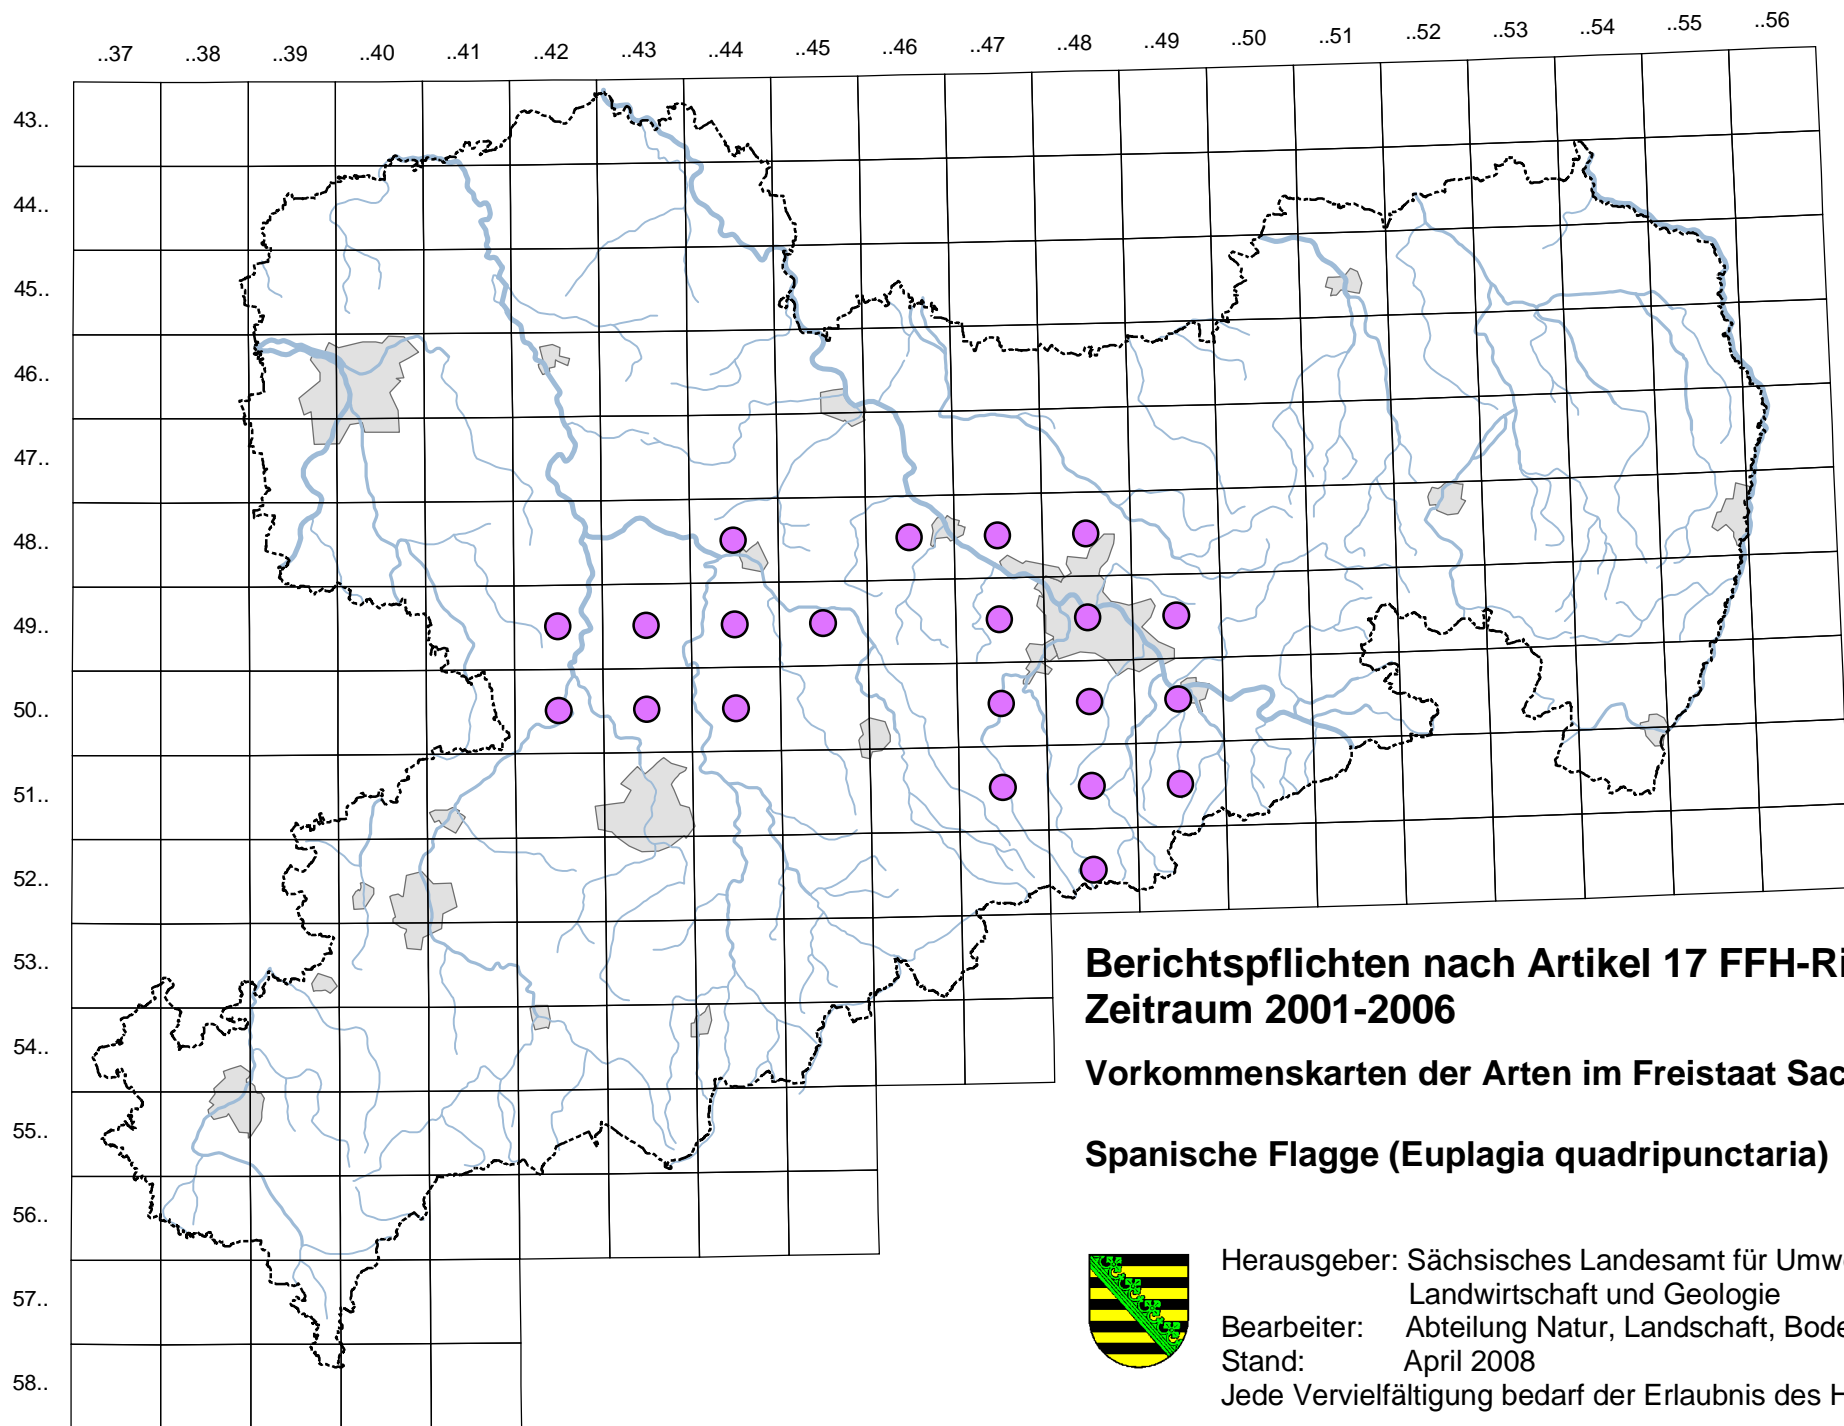 ..37 ..38 ..39 ..40 ..41 ..42 ..43 ..44 ..45 ..46 ..47 ..48 ..49 ..50 ..51 ..52 ..53 ..54 ..55 ..56
43..
44..
45..
46..
47..
48..
49..
50..
51..
52..
53..
54..
55..
56..
57..
58..
Berichtspflichten nach Artikel 17 FFH-Ri
Zeitraum 2001-2006
Vorkommenskarten der Arten im Freistaat Sac
Spanische Flagge (Euplagia quadripunctaria)
Herausgeber: Sächsisches Landesamt für Umwe
Landwirtschaft und Geologie
Bearbeiter: Abteilung Natur, Landschaft, Bode
Stand: April 2008
Jede Vervielfältigung bedarf der Erlaubnis des H